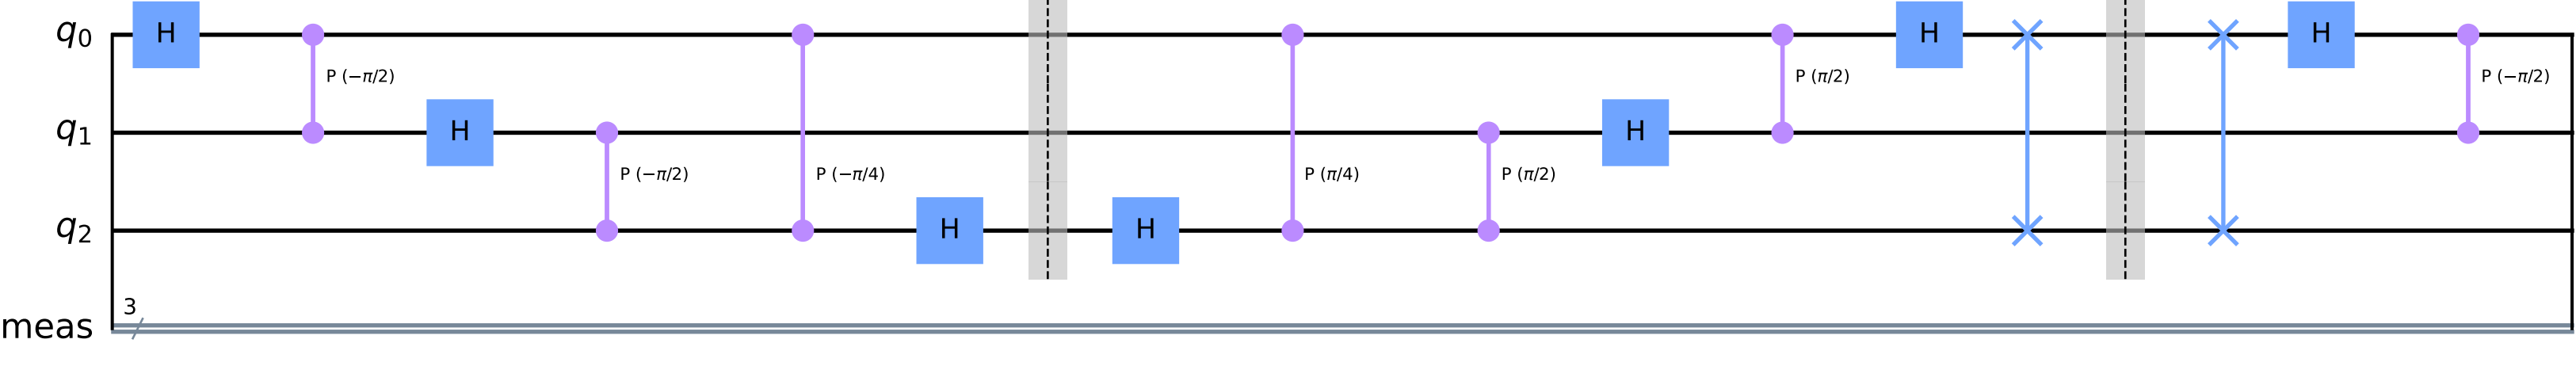 q0 H H H H
P (−π/2) P (π/2) P (−π/2)
q1 H H
P (−π/2) P (−π/4) P (π/4) P (π/2)
q2 H H
3
meas